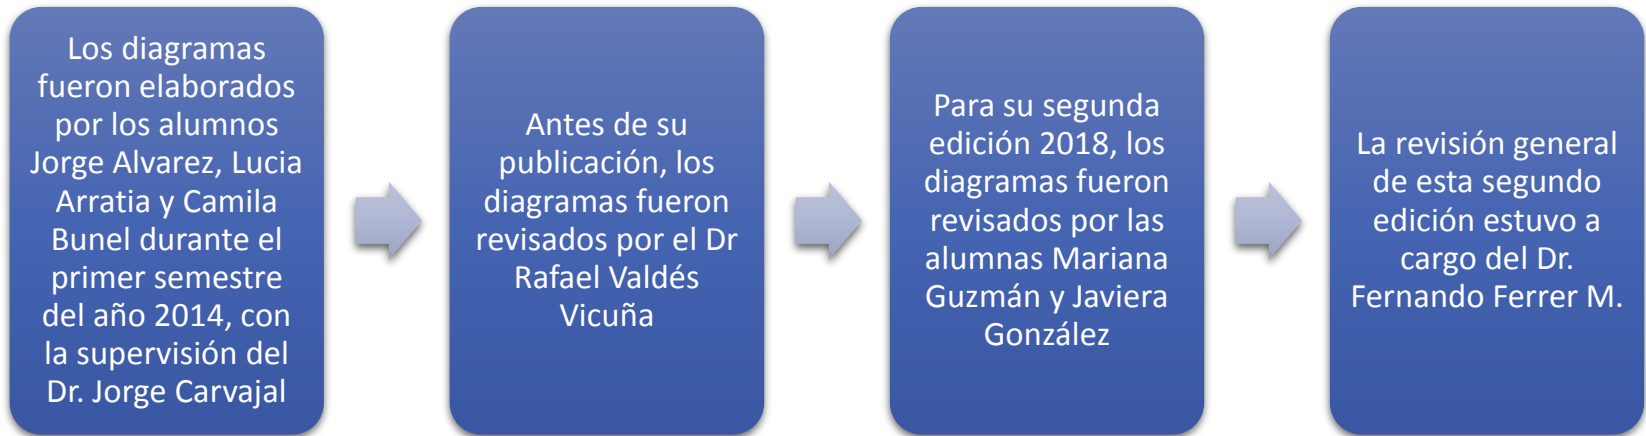 Los diagramas
fueron elaborados
por los alumnos
Jorge Alvarez, Lucia
Arratia y Camila
Bunel durante el
primer semestre
del año 2014, con
la supervisión del
Dr. Jorge Carvajal
Antes de su
publicación, los
diagramas fueron
revisados por el Dr
Rafael Valdés
Vicuña
Para su segunda
edición 2018, los
diagramas fueron
revisados por las
alumnas Mariana
Guzmán y Javiera
González
La revisión general
de esta segundo
edición estuvo a
cargo del Dr.
Fernando Ferrer M.